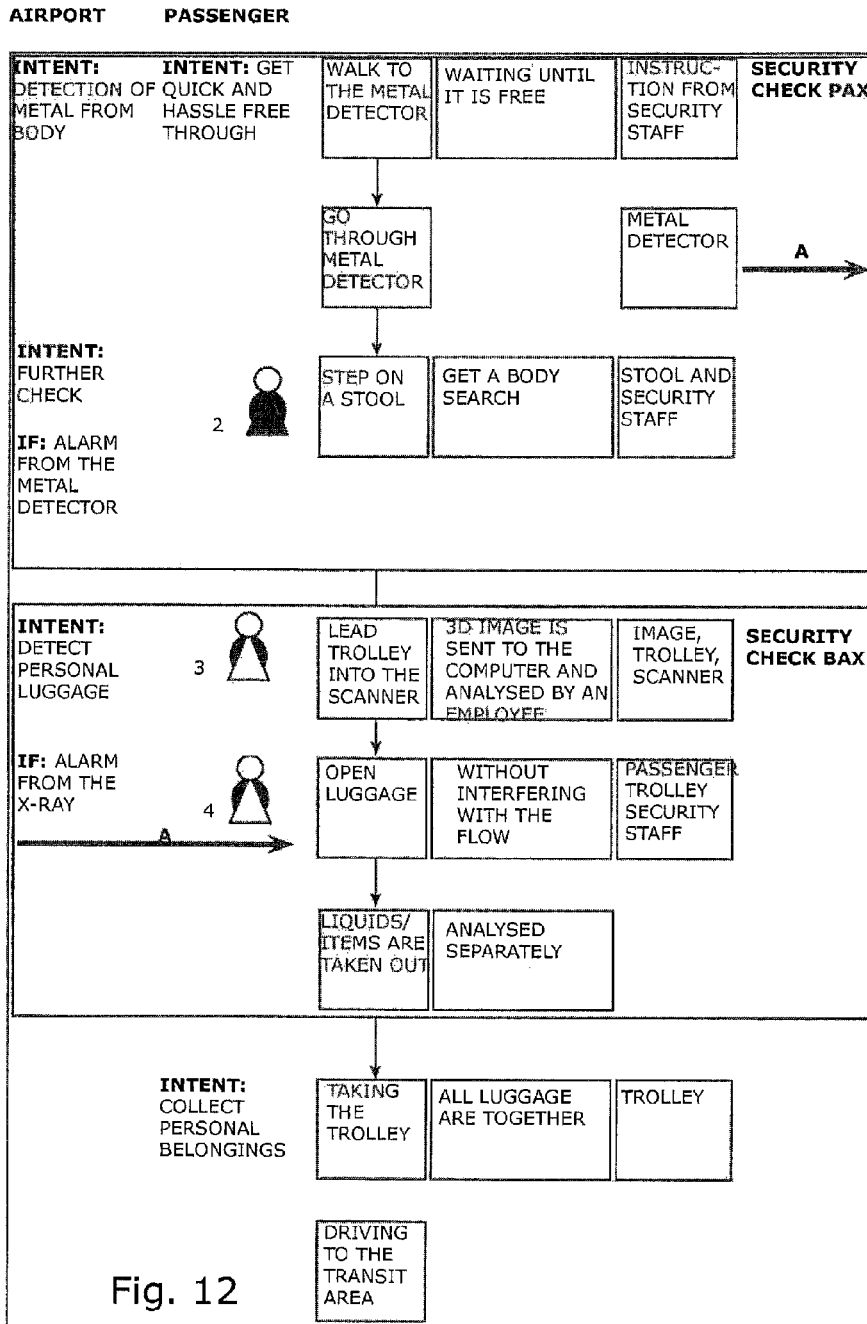 AIRPORT PASSENGER
INTENT:
DETECTION OF
METAL FROM
BODY
INTENT: GET
QUICK AND
HASSLE FREE
THROUGH
WALK TO
THE METAL
DETECTOR
WAITING UNTIL
IT IS FREE
INSTRUC-
TION FROM
SECURITY
STAFF
SECURITY
CHECK PAX
GO
THROUGH
METAL
DETECTOR
METAL
DETECTOR
A
INTENT:
FURTHER
CHECK
IF: ALARM
FROM THE
METAL
DETECTOR
2
STEP ON
A STOOL
GET A BODY
SEARCH
STOOL AND
SECURITY
STAFF
INTENT:
DETECT
PERSONAL
LUGGAGE
3
LEAD
TROLLEY
INTO THE
SCANNER
3D IMAGE IS
SENT TO THE
COMPUTER AND
ANALYSED BY AN
EMPLOYEE
IMAGE,
TROLLEY,
SCANNER
SECURITY
CHECK BAX
IF: ALARM
FROM THE
X-RAY
A
4
OPEN
LUGGAGE
WITHOUT
INTERFERING
WITH THE
FLOW
PASSENGER
TROLLEY
SECURITY
STAFF
LIQUIDS/
ITEMS ARE
TAKEN OUT
ANALYSED
SEPARATELY
INTENT:
COLLECT
PERSONAL
BELONGINGS
TAKING
THE
TROLLEY
ALL LUGGAGE
ARE TOGETHER
TROLLEY
DRIVING
TO THE
TRANSIT
AREA
Fig. 12